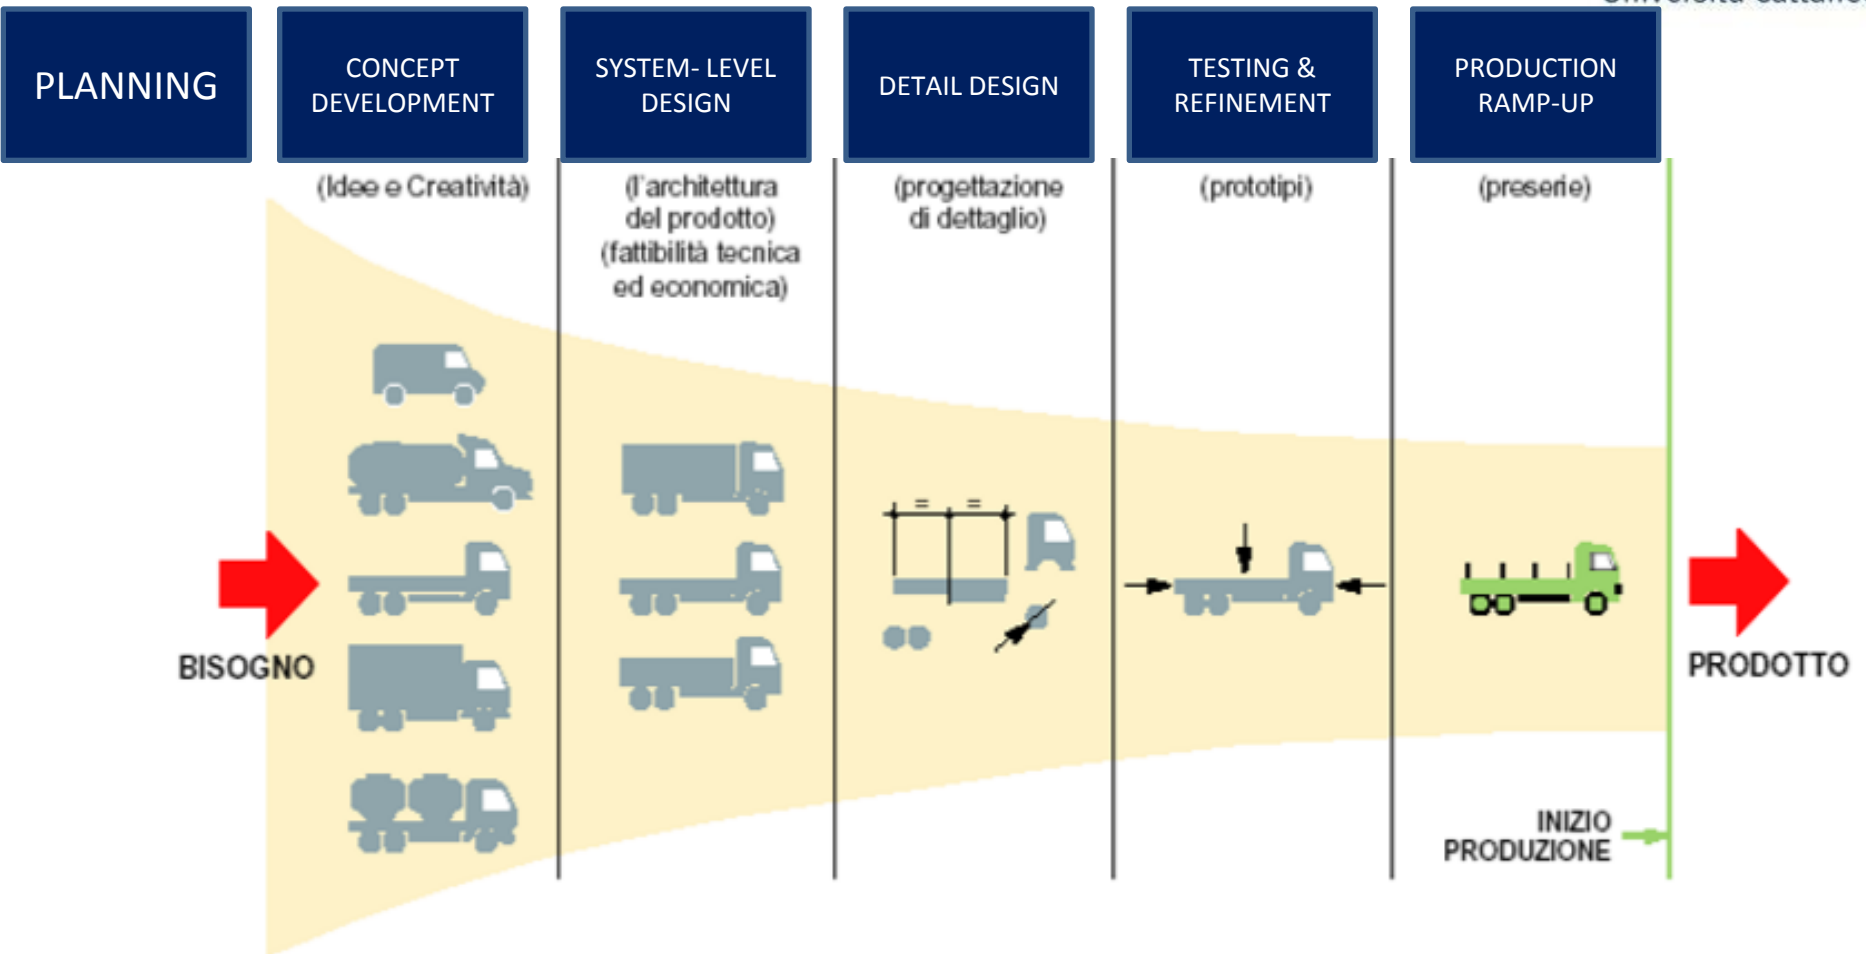 PLANNING
CONCEPT
DEVELOPMENT
SYSTEM- LEVEL
DESIGN
DETAIL DESIGN
TESTING &
REFINEMENT
PRODUCTION
RAMP-UP
(Idee e Creatività)
(l'architettura
del prodotto)
(fattibilità tecnica
ed economica)
(progettazione
di dettaglio)
(prototipi)
(preserie)
= =
BISOGNO
PRODOTTO
INIZIO
PRODUZIONE